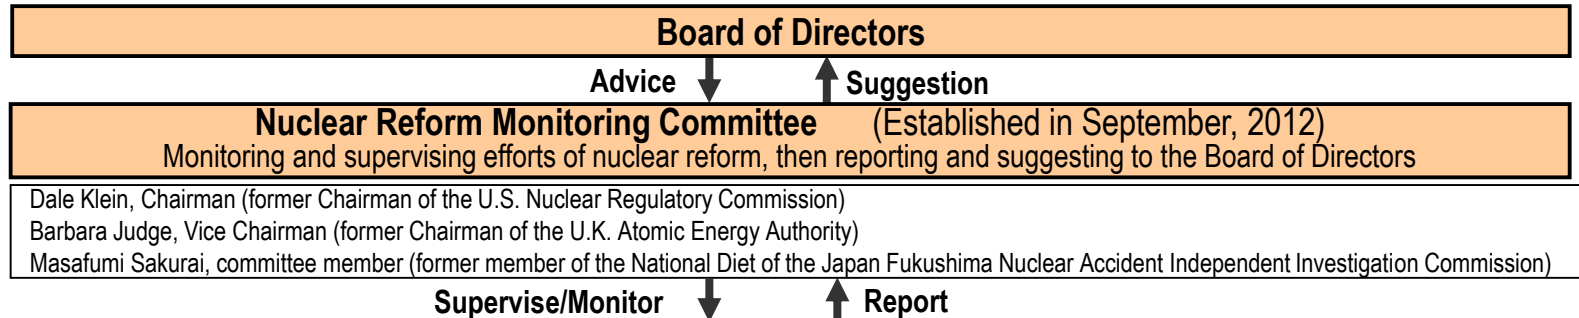 Board of Directors
Advice Suggestion
Nuclear Reform Monitoring Committee (Established in September, 2012)
Monitoring and supervising efforts of nuclear reform, then reporting and suggesting to the Board of Directors
Dale Klein, Chairman (former Chairman of the U.S. Nuclear Regulatory Commission)
Barbara Judge, Vice Chairman (former Chairman of the U.K. Atomic Energy Authority)
Masafumi Sakurai, committee member (former member of the National Diet of the Japan Fukushima Nuclear Accident Independent Investigation Commission)
Supervise/Monitor Report